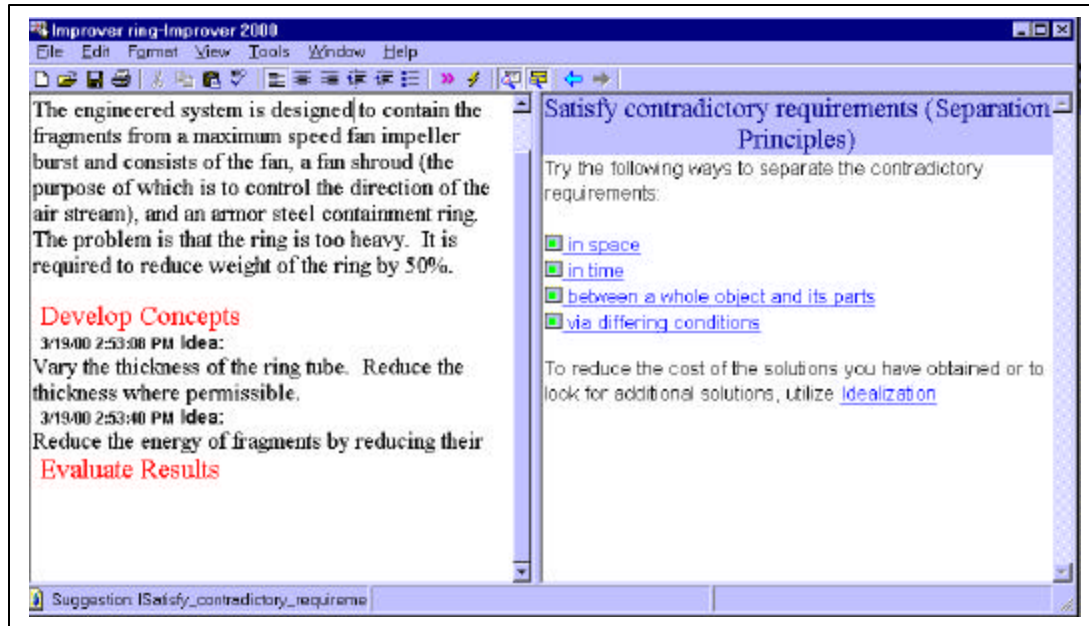 Improver ring-Improver 2000
File Edit Format View Tools Window Help
The engineered system is designed to contain the
fragments from a maximum speed fan impeller
burst and consists of the fan, a fan shroud (the
purpose of which is to control the direction of the
air stream), and an armor steel containment ring.
The problem is that the ring is too heavy. It is
required to reduce weight of the ring by 50%.
Develop Concepts
3/19/00 2:53:08 PM Idea:
Vary the thickness of the ring tube. Reduce the
thickness where permissible.
3/19/00 2:53:40 PM Idea:
Reduce the energy of fragments by reducing their
Evaluate Results
Satisfy contradictory requirements (Separation
Principles)
Try the following ways to separate the contradictory
requirements:
in space
in time
between a whole object and its parts
via differing conditions
To reduce the cost of the solutions you have obtained or to
look for additional solutions, utilize Idealization
Suggestion: ISatisfy_contradictory_requireme